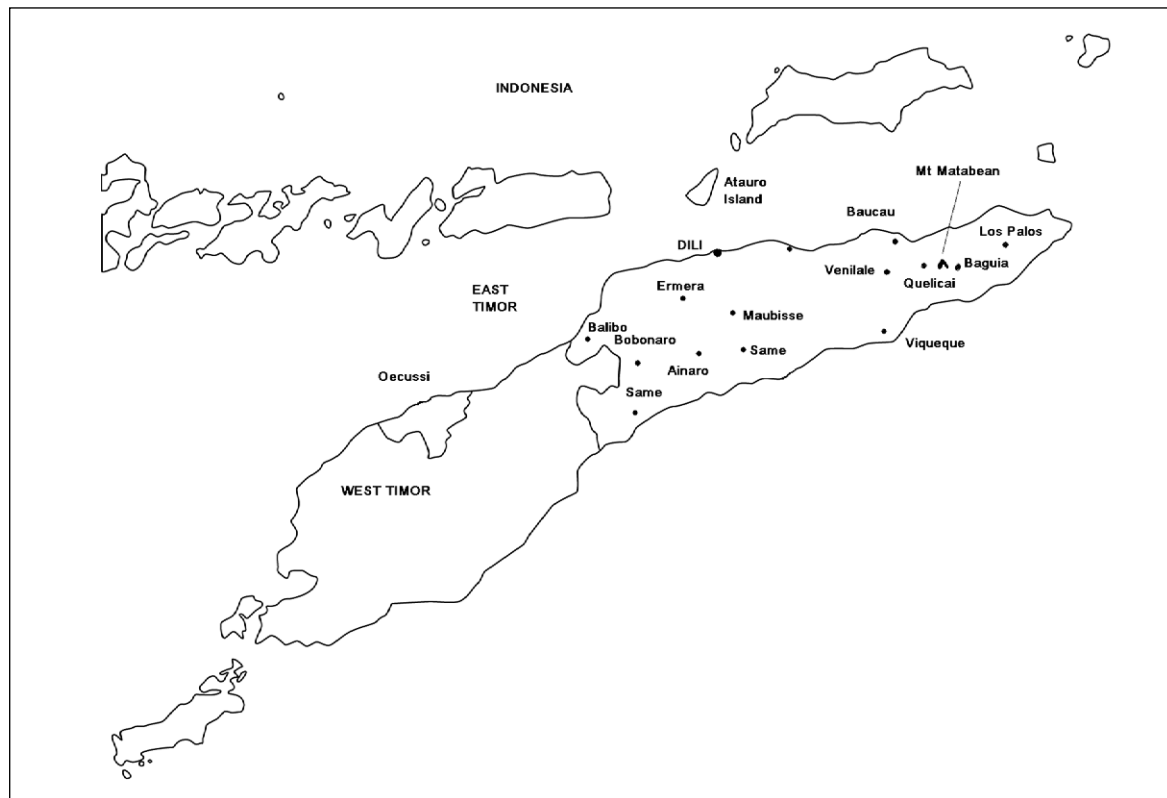 INDONESIA
Mt Matabean
Atauro
Island
Baucau
Los Palos
DILI
Venilale
Baguia
Quelicai
EAST
TIMOR
Ermera
Maubisse
Balibo
Bobonaro
Viqueque
Same
Ainaro
Oecussi
Same
WEST TIMOR